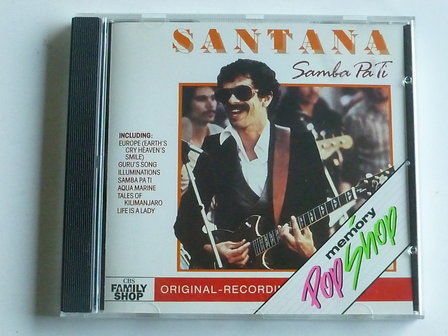 SANTANA
Samba Pa Ti
INCLUDING:
EUROPE (EARTH'S
CRY HEAVEN'S
SMILE)
GURU'S SONG
ILLUMINATIONS
SAMBA PA TI
AQUA MARINE
TALES OF
KILIMANJARO
LIFE IS A LADY
memory
Pop Shop
CBS
FAMILY
SHOP
ORIGINAL-RECORDIN